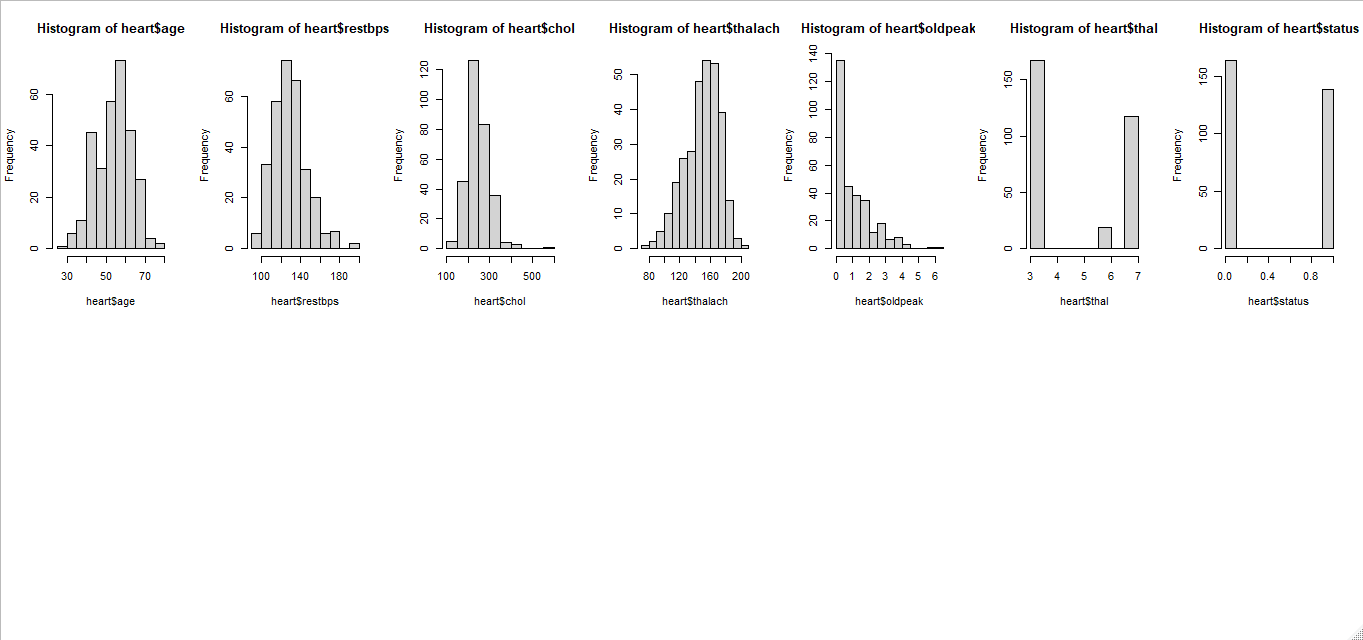 Histogram of heart$age
Frequency
0 20 40 60
30 50 70
heart$age
Histogram of heart$restbps
Frequency
0 20 40 60
100 140 180
heart$restbps
Histogram of heart$chol
Frequency
0 20 40 60 80 100 120
100 300 500
heart$chol
Histogram of heart$thalach
Frequency
0 10 20 30 40 50
80 120 160 200
heart$thalach
Histogram of heart$oldpeak
Frequency
0 20 40 60 80 100 120 140
0 1 2 3 4 5 6
heart$oldpeak
Histogram of heart$thal
Frequency
0 50 100 150
3 4 5 6 7
heart$thal
Histogram of heart$status
Frequency
0 50 100 150
0.0 0.4 0.8
heart$status